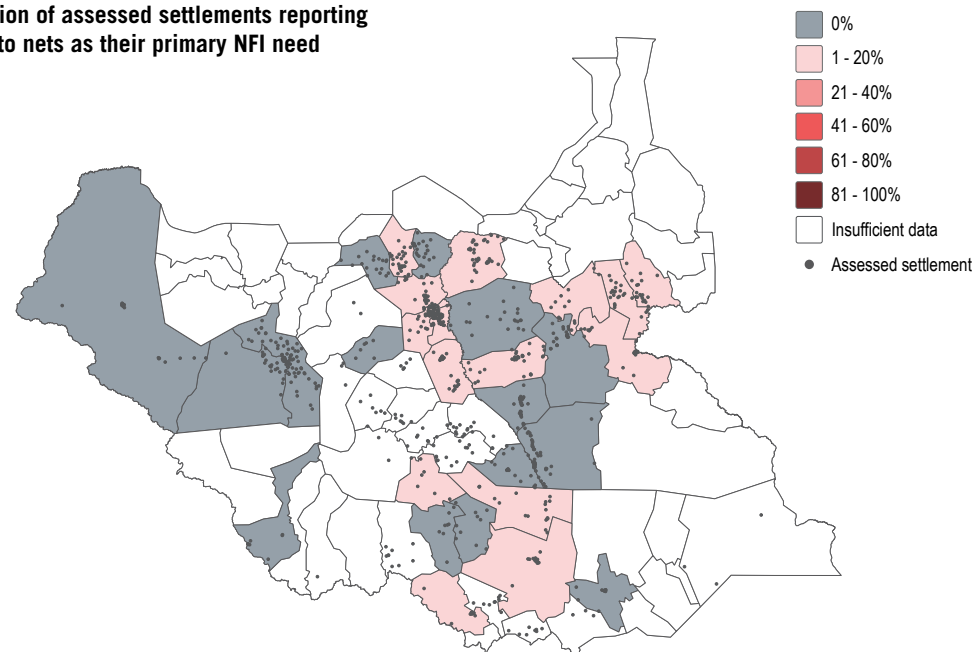 ion of assessed settlements reporting
to nets as their primary NFI need
0%
1 - 20%
21 - 40%
41 - 60%
61 - 80%
81 - 100%
Insufficient data
Assessed settlement